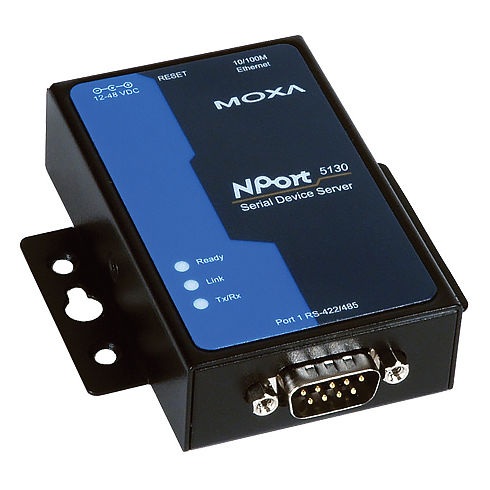 12-48 VDC
RESET
10/100M
Ethernet
MOXA
NPort 5130
Serial Device Server
Ready
Link
Tx/Rx
Port 1 RS-422/485